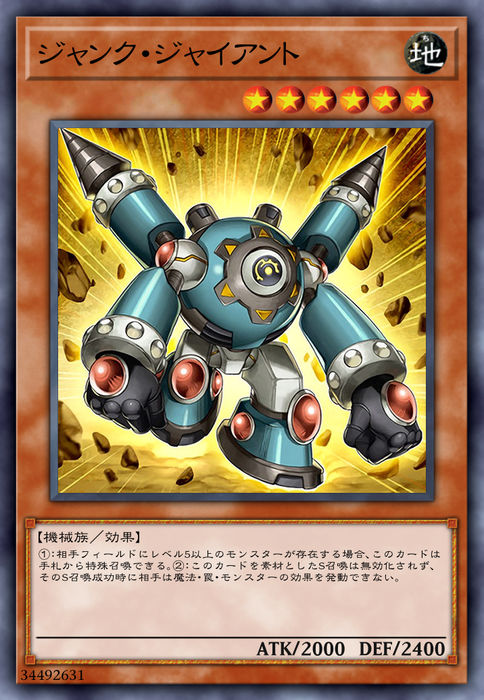 ジャンク・ジャイアント
ち
地
【機械族／効果】
①:相手フィールドにレベル5以上のモンスターが存在する場合、このカードは
手札から特殊召喚できる。②:このカードを素材としたS召喚は無効化されず、
そのS召喚成功時に相手は魔法・罠・モンスターの効果を発動できない。
ATK/2000 DEF/2400
34492631